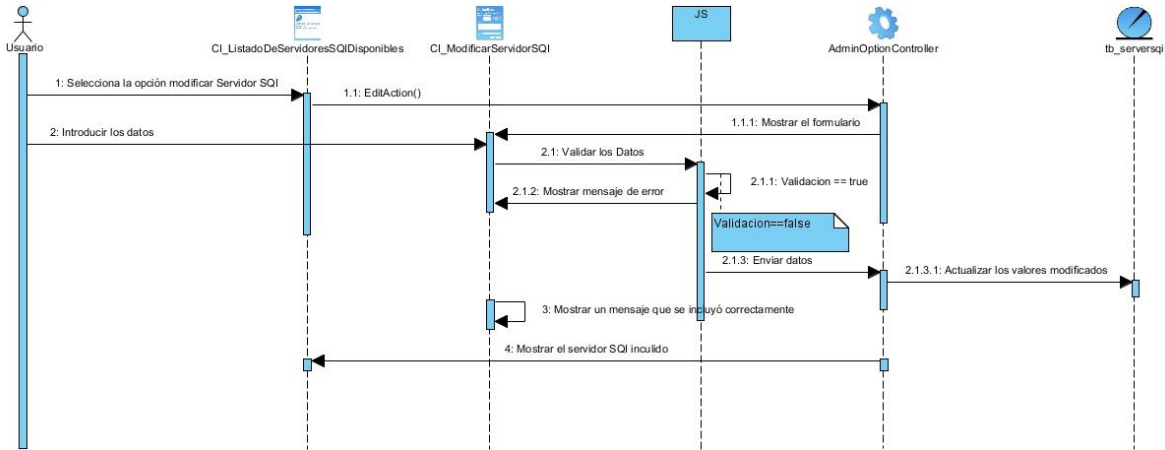 JS
Usuario
CI_ListadoDeServidoresSQIDisponibles
CI_ModificarServidorSQI
AdminOptionController
tb_serversqi
1: Selecciona la opción modificar Servidor SQI
1.1: EditAction()
1.1.1: Mostrar el formulario
2: Introducir los datos
2.1: Validar los Datos
2.1.1: Validacion == true
2.1.2: Mostrar mensaje de error
Validacion==false
2.1.3: Enviar datos
2.1.3.1: Actualizar los valores modificados
3: Mostrar un mensaje que se incluyó correctamente
4: Mostrar el servidor SQI inculido